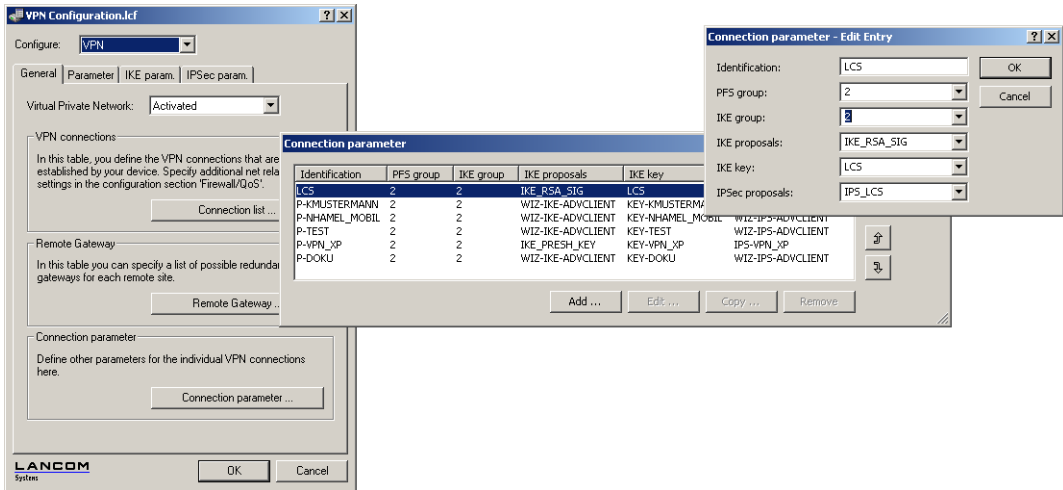 VPN Configuration.lcf
Configure: VPN
General Parameter IKE param. IPSec param.
Virtual Private Network: Activated
VPN connections
In this table, you define the VPN connections that are
established by your device. Specify additional net rela
settings in the configuration section 'Firewall/QoS'.
Connection list ...
Remote Gateway
In this table you can specify a list of possible redundan
gateways for each remote site.
Remote Gateway ..
Connection parameter
Define other parameters for the individual VPN connections
here.
Connection parameter ...
LANCOM
Systems
OK Cancel
Connection parameter
Identification PFS group IKE group IKE proposals IKE key
LCS 2 2 IKE_RSA_SIG LCS
P-KMUSTERMANN 2 2 WIZ-IKE-ADVCLIENT KEY-KMUSTERMA
P-NHAMEL_MOBIL 2 2 WIZ-IKE-ADVCLIENT KEY-NHAMEL_MOBIL WIZ-IPS-ADVCLIENT
P-TEST 2 2 WIZ-IKE-ADVCLIENT KEY-TEST WIZ-IPS-ADVCLIENT
P-VPN_XP 2 2 IKE_PRESH_KEY KEY-VPN_XP IPS-VPN_XP
P-DOKU 2 2 WIZ-IKE-ADVCLIENT KEY-DOKU WIZ-IPS-ADVCLIENT
Add ... Edit ... Copy ... Remove
Connection parameter - Edit Entry
Identification: LCS OK
PFS group: 2 Cancel
IKE group: 2
IKE proposals: IKE_RSA_SIG
IKE key: LCS
IPSec proposals: IPS_LCS